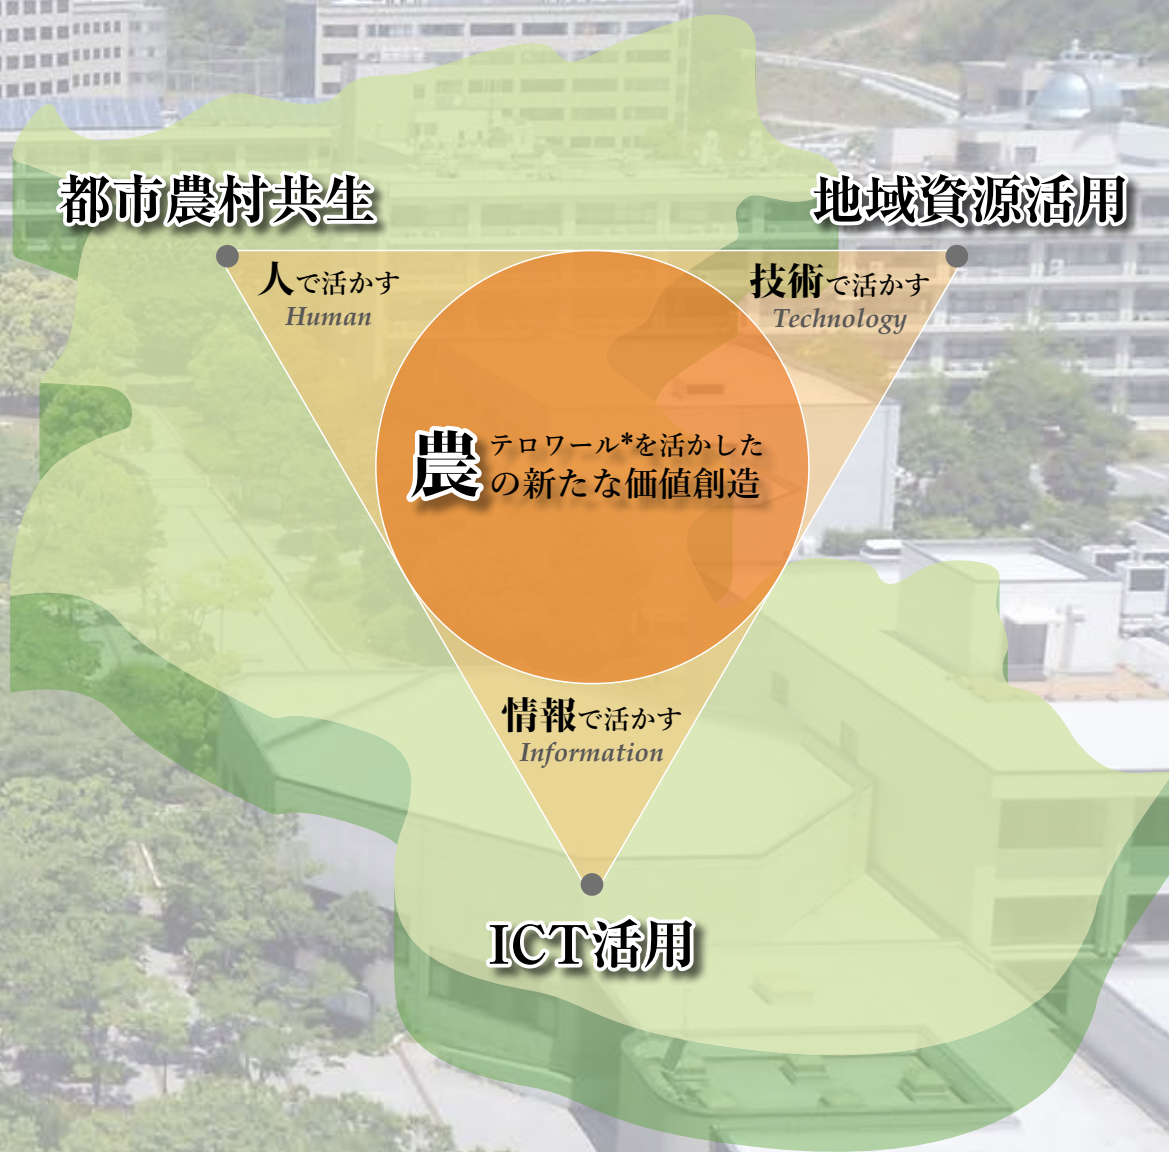 都市農村共生
地域資源活用
人で活かす
Human
技術で活かす
Technology
テロワール*を活かした
農の新たな価値創造
情報で活かす
Information
ICT活用